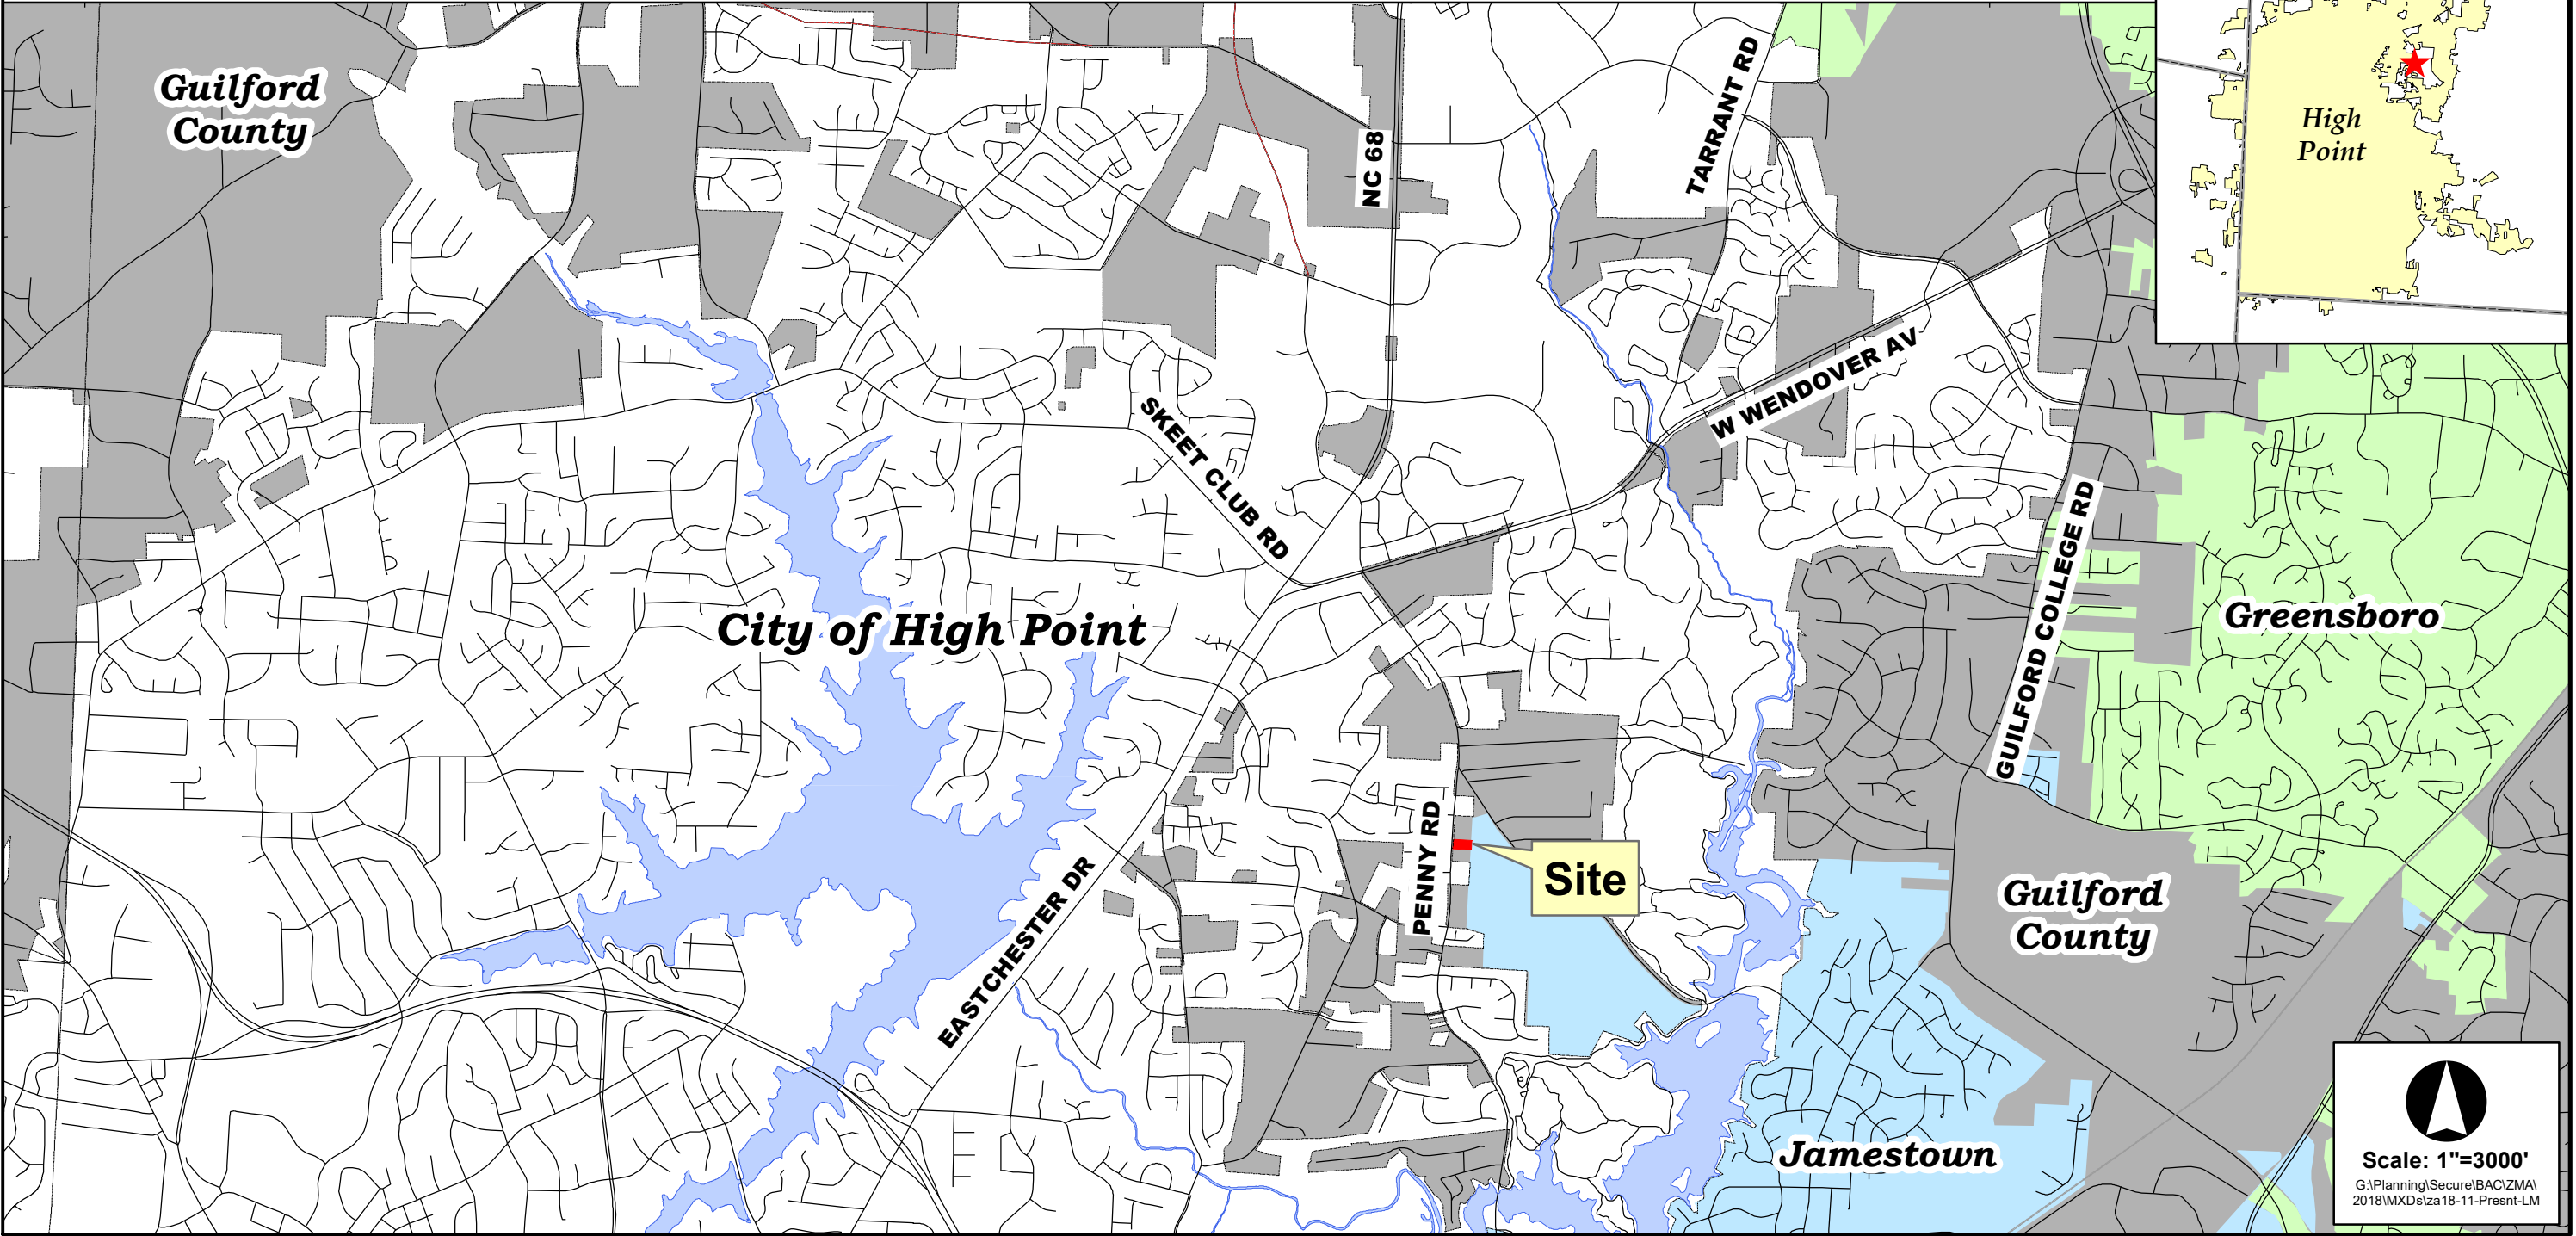 Guilford
County
NC 68
TARRANT RD
High
Point
W WENDOVER AV
SKEET CLUB RD
GUILFORD COLLEGE RD
City of High Point
Greensboro
PENNY RD
Site
EASTCHESTER DR
Guilford
County
Jamestown
Scale: 1"=3000'
G:\Planning\Secure\BAC\ZMA\
2018\MXDs\za18-11-Presnt-LM